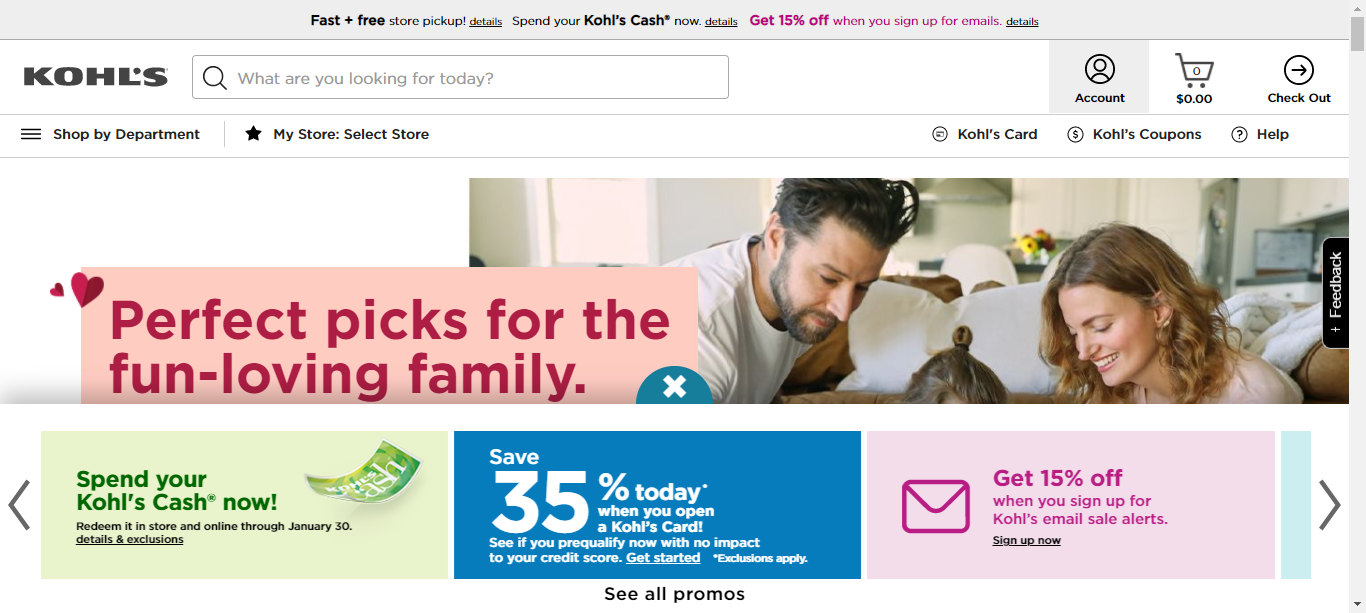 Fast + free store pickup! details Spend your Kohl's Cash® now. details Get 15% off when you sign up for emails. details
KOHL'S
What are you looking for today?
Account
0
$0.00
Check Out
Shop by Department
My Store: Select Store
Kohl's Card
Kohl's Coupons
Help
Perfect picks for the
fun-loving family.
+ Feedback
Spend your
Kohl's Cash® now!
Redeem it in store and online through January 30.
details & exclusions
KOHL'S
cash
Save
35% today*
when you open
a Kohl's Card!
See if you prequalify now with no impact
to your credit score. Get started *Exclusions apply.
Get 15% off
when you sign up for
Kohl's email sale alerts.
Sign up now
See all promos